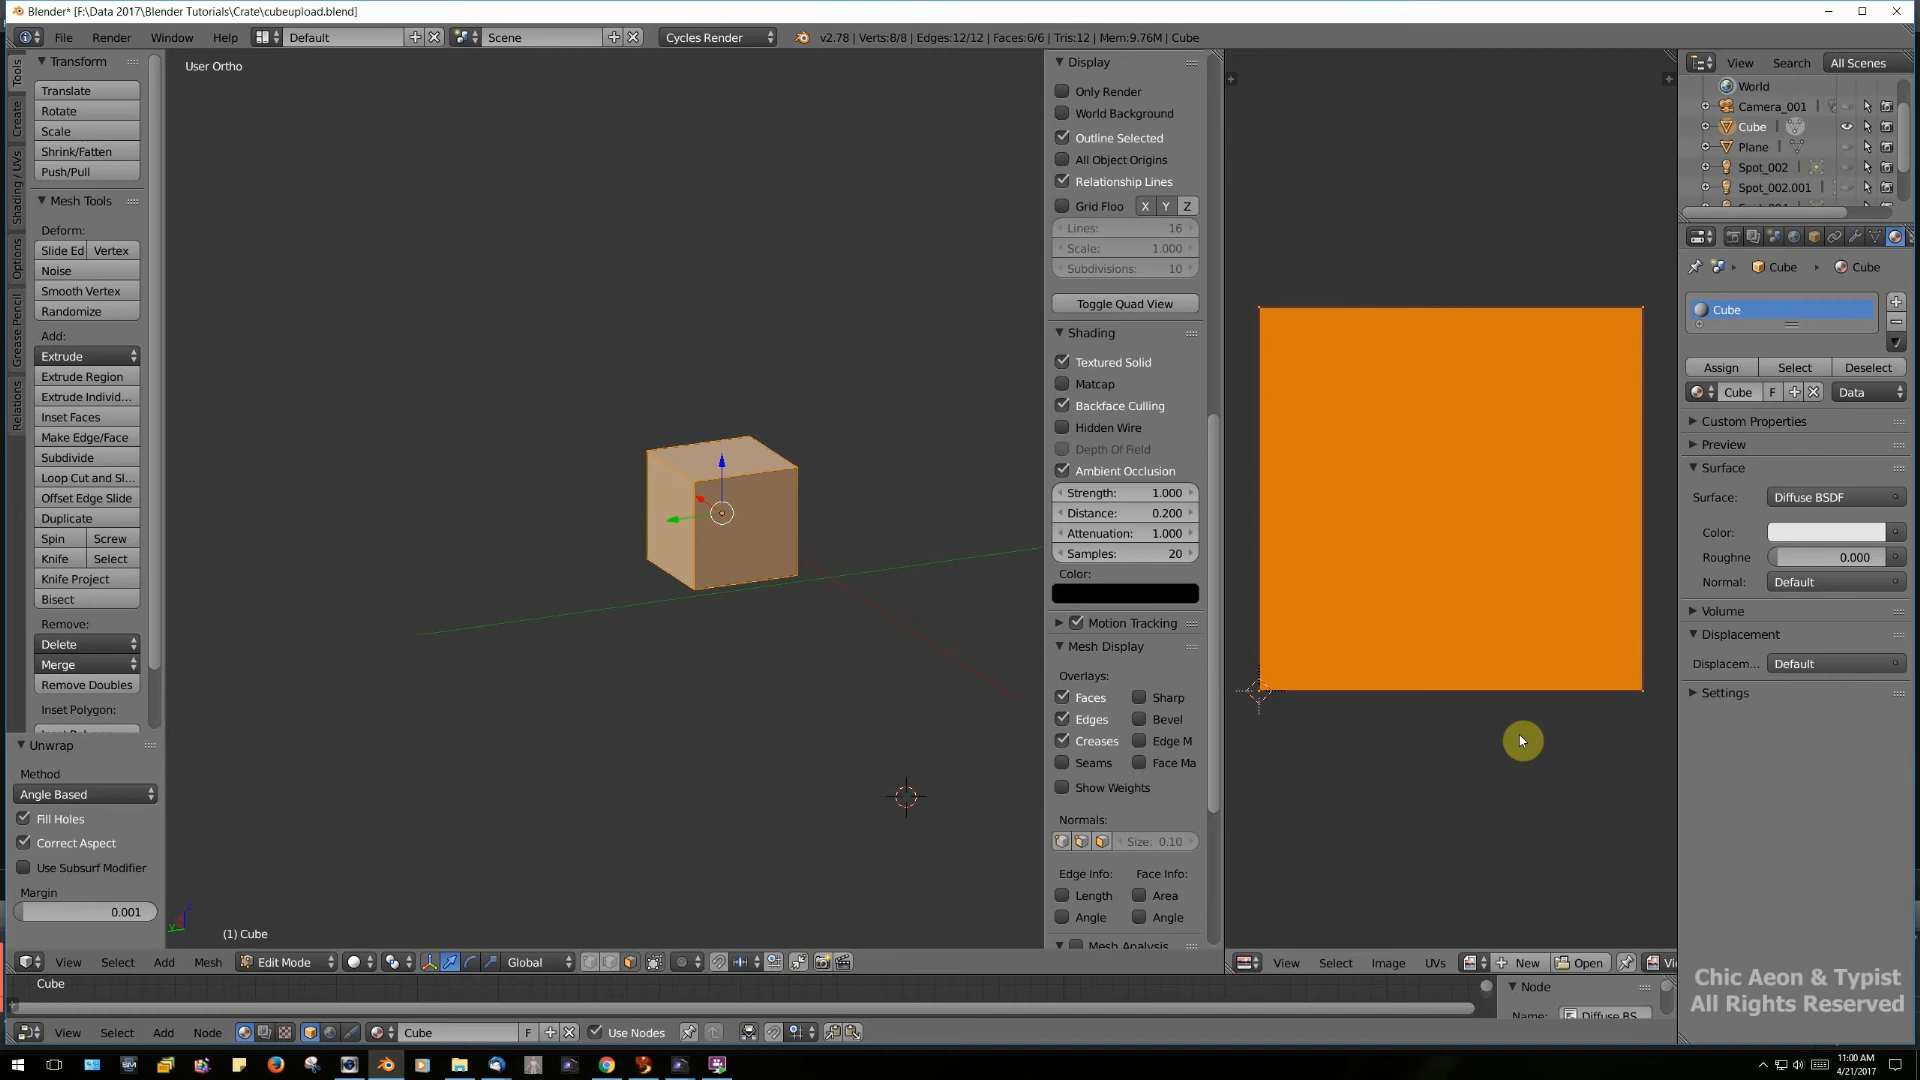 Blender* [F:\Data 2017\Blender Tutorials\Crate\cubeupload.blend]
File Render Window Help Default Scene Cycles Render v2.78 | Verts:8/8 | Edges:12/12 | Faces:6/6 | Tris:12 | Mem:9.76M | Cube
Tools
Create
Shading / UVs
Options
Grease Pencil
Relations
Transform
Translate
Rotate
Scale
Shrink/Fatten
Push/Pull
Mesh Tools
Deform:
Slide Ed Vertex
Noise
Smooth Vertex
Randomize
Add:
Extrude
Extrude Region
Extrude Individ...
Inset Faces
Make Edge/Face
Subdivide
Loop Cut and Sl...
Offset Edge Slide
Duplicate
Spin Screw
Knife Select
Knife Project
Bisect
Remove:
Delete
Merge
Remove Doubles
Inset Polygon:
Unwrap
Method
Angle Based
Fill Holes
Correct Aspect
Use Subsurf Modifier
Margin
0.001
User Ortho
(1) Cube
Display
Only Render
World Background
Outline Selected
All Object Origins
Relationship Lines
Grid Floo X Y Z
Lines: 16
Scale: 1.000
Subdivisions: 10
Toggle Quad View
Shading
Textured Solid
Matcap
Backface Culling
Hidden Wire
Depth Of Field
Ambient Occlusion
Strength: 1.000
Distance: 0.200
Attenuation: 1.000
Samples: 20
Color:
Motion Tracking
Mesh Display
Overlays:
Faces Sharp
Edges Bevel
Creases Edge M
Seams Face Ma
Show Weights
Normals:
Size: 0.10
Edge Info: Face Info:
Length Area
Angle Angle
Mesh Analysis
View Search All Scenes
World
Camera_001
Cube
Plane
Spot_002
Spot_002.001
Cube Cube
Cube
Assign Select Deselect
Cube F Data
Custom Properties
Preview
Surface
Surface: Diffuse BSDF
Color:
Roughne 0.000
Normal: Default
Volume
Displacement
Displacem... Default
Settings
View Select Add Mesh Edit Mode Global
View Select Image UVs New Open Vi
Cube
Node
Name: Diffuse BS
View Select Add Node Cube F Use Nodes
Chic Aeon & Typist
All Rights Reserved
11:00 AM
4/21/2017